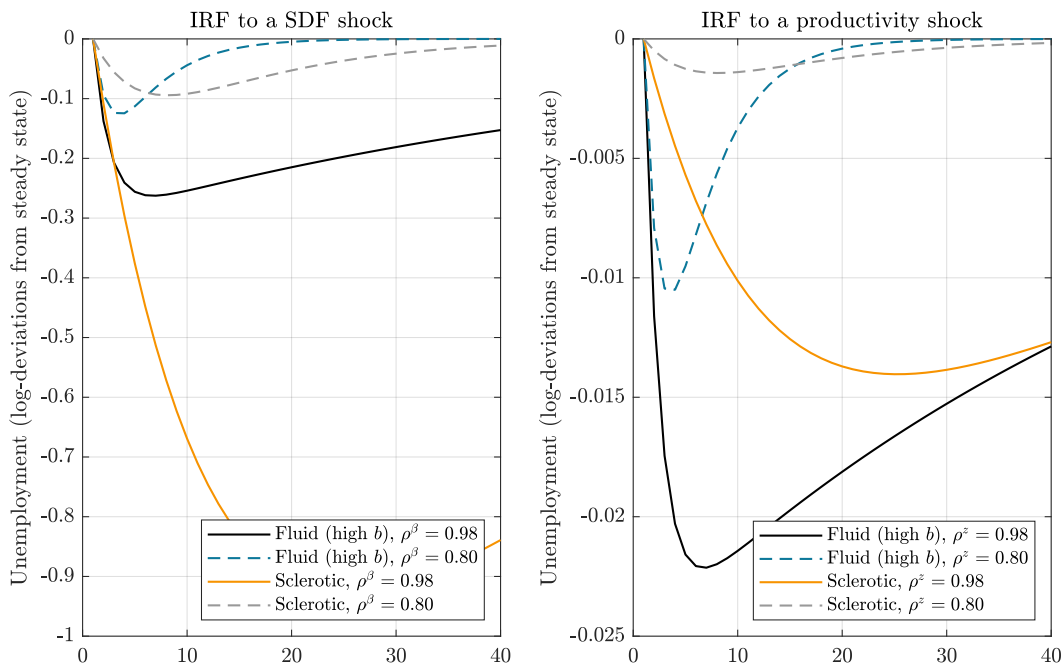 IRF to a SDF shock
Unemployment (log-deviations from steady state)
0
-0.1
-0.2
-0.3
-0.4
-0.5
-0.6
-0.7
-0.8
-0.9
-1
0 10 20 30 40
Fluid (high b), ρ^β = 0.98
Fluid (high b), ρ^β = 0.80
Sclerotic, ρ^β = 0.98
Sclerotic, ρ^β = 0.80
IRF to a productivity shock
Unemployment (log-deviations from steady state)
0
-0.005
-0.01
-0.015
-0.02
-0.025
0 10 20 30 40
Fluid (high b), ρ^z = 0.98
Fluid (high b), ρ^z = 0.80
Sclerotic, ρ^z = 0.98
Sclerotic, ρ^z = 0.80